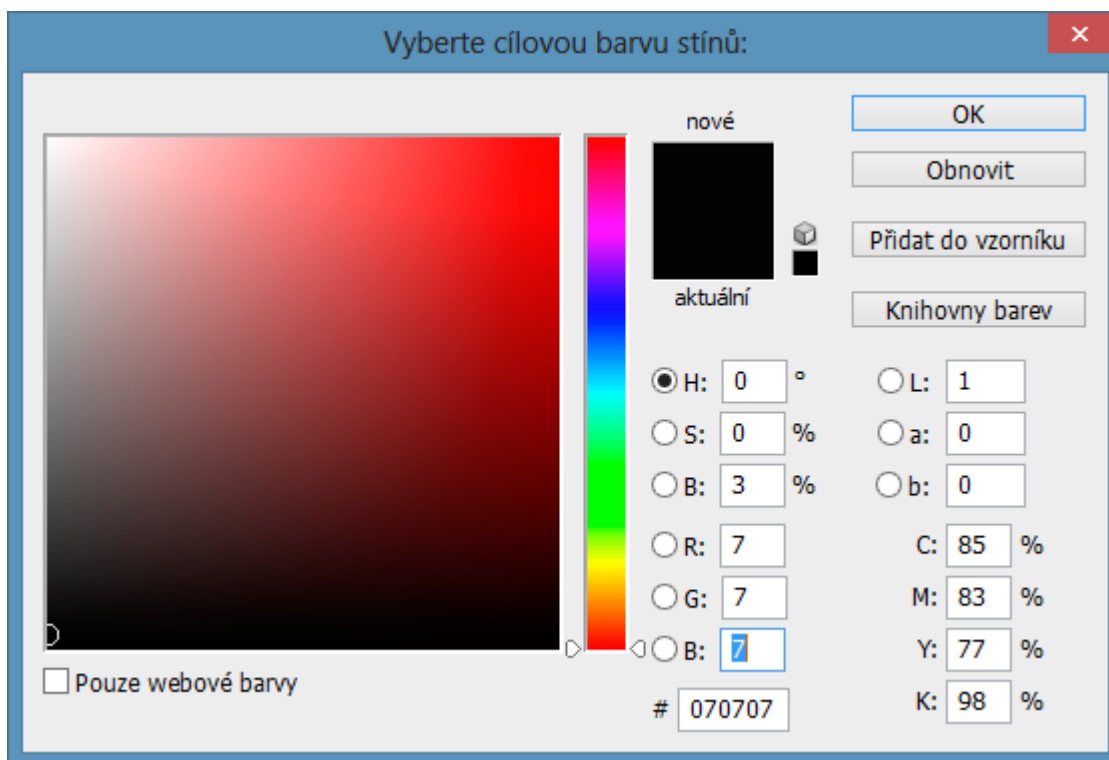 Vyberte cílovou barvu stínů:
nové
aktuální
OK
Obnovit
Přidat do vzorníku
Knihovny barev
H: 0 °
S: 0 %
B: 3 %
R: 7
G: 7
B: 7
# 070707
L: 1
a: 0
b: 0
C: 85 %
M: 83 %
Y: 77 %
K: 98 %
Pouze webové barvy